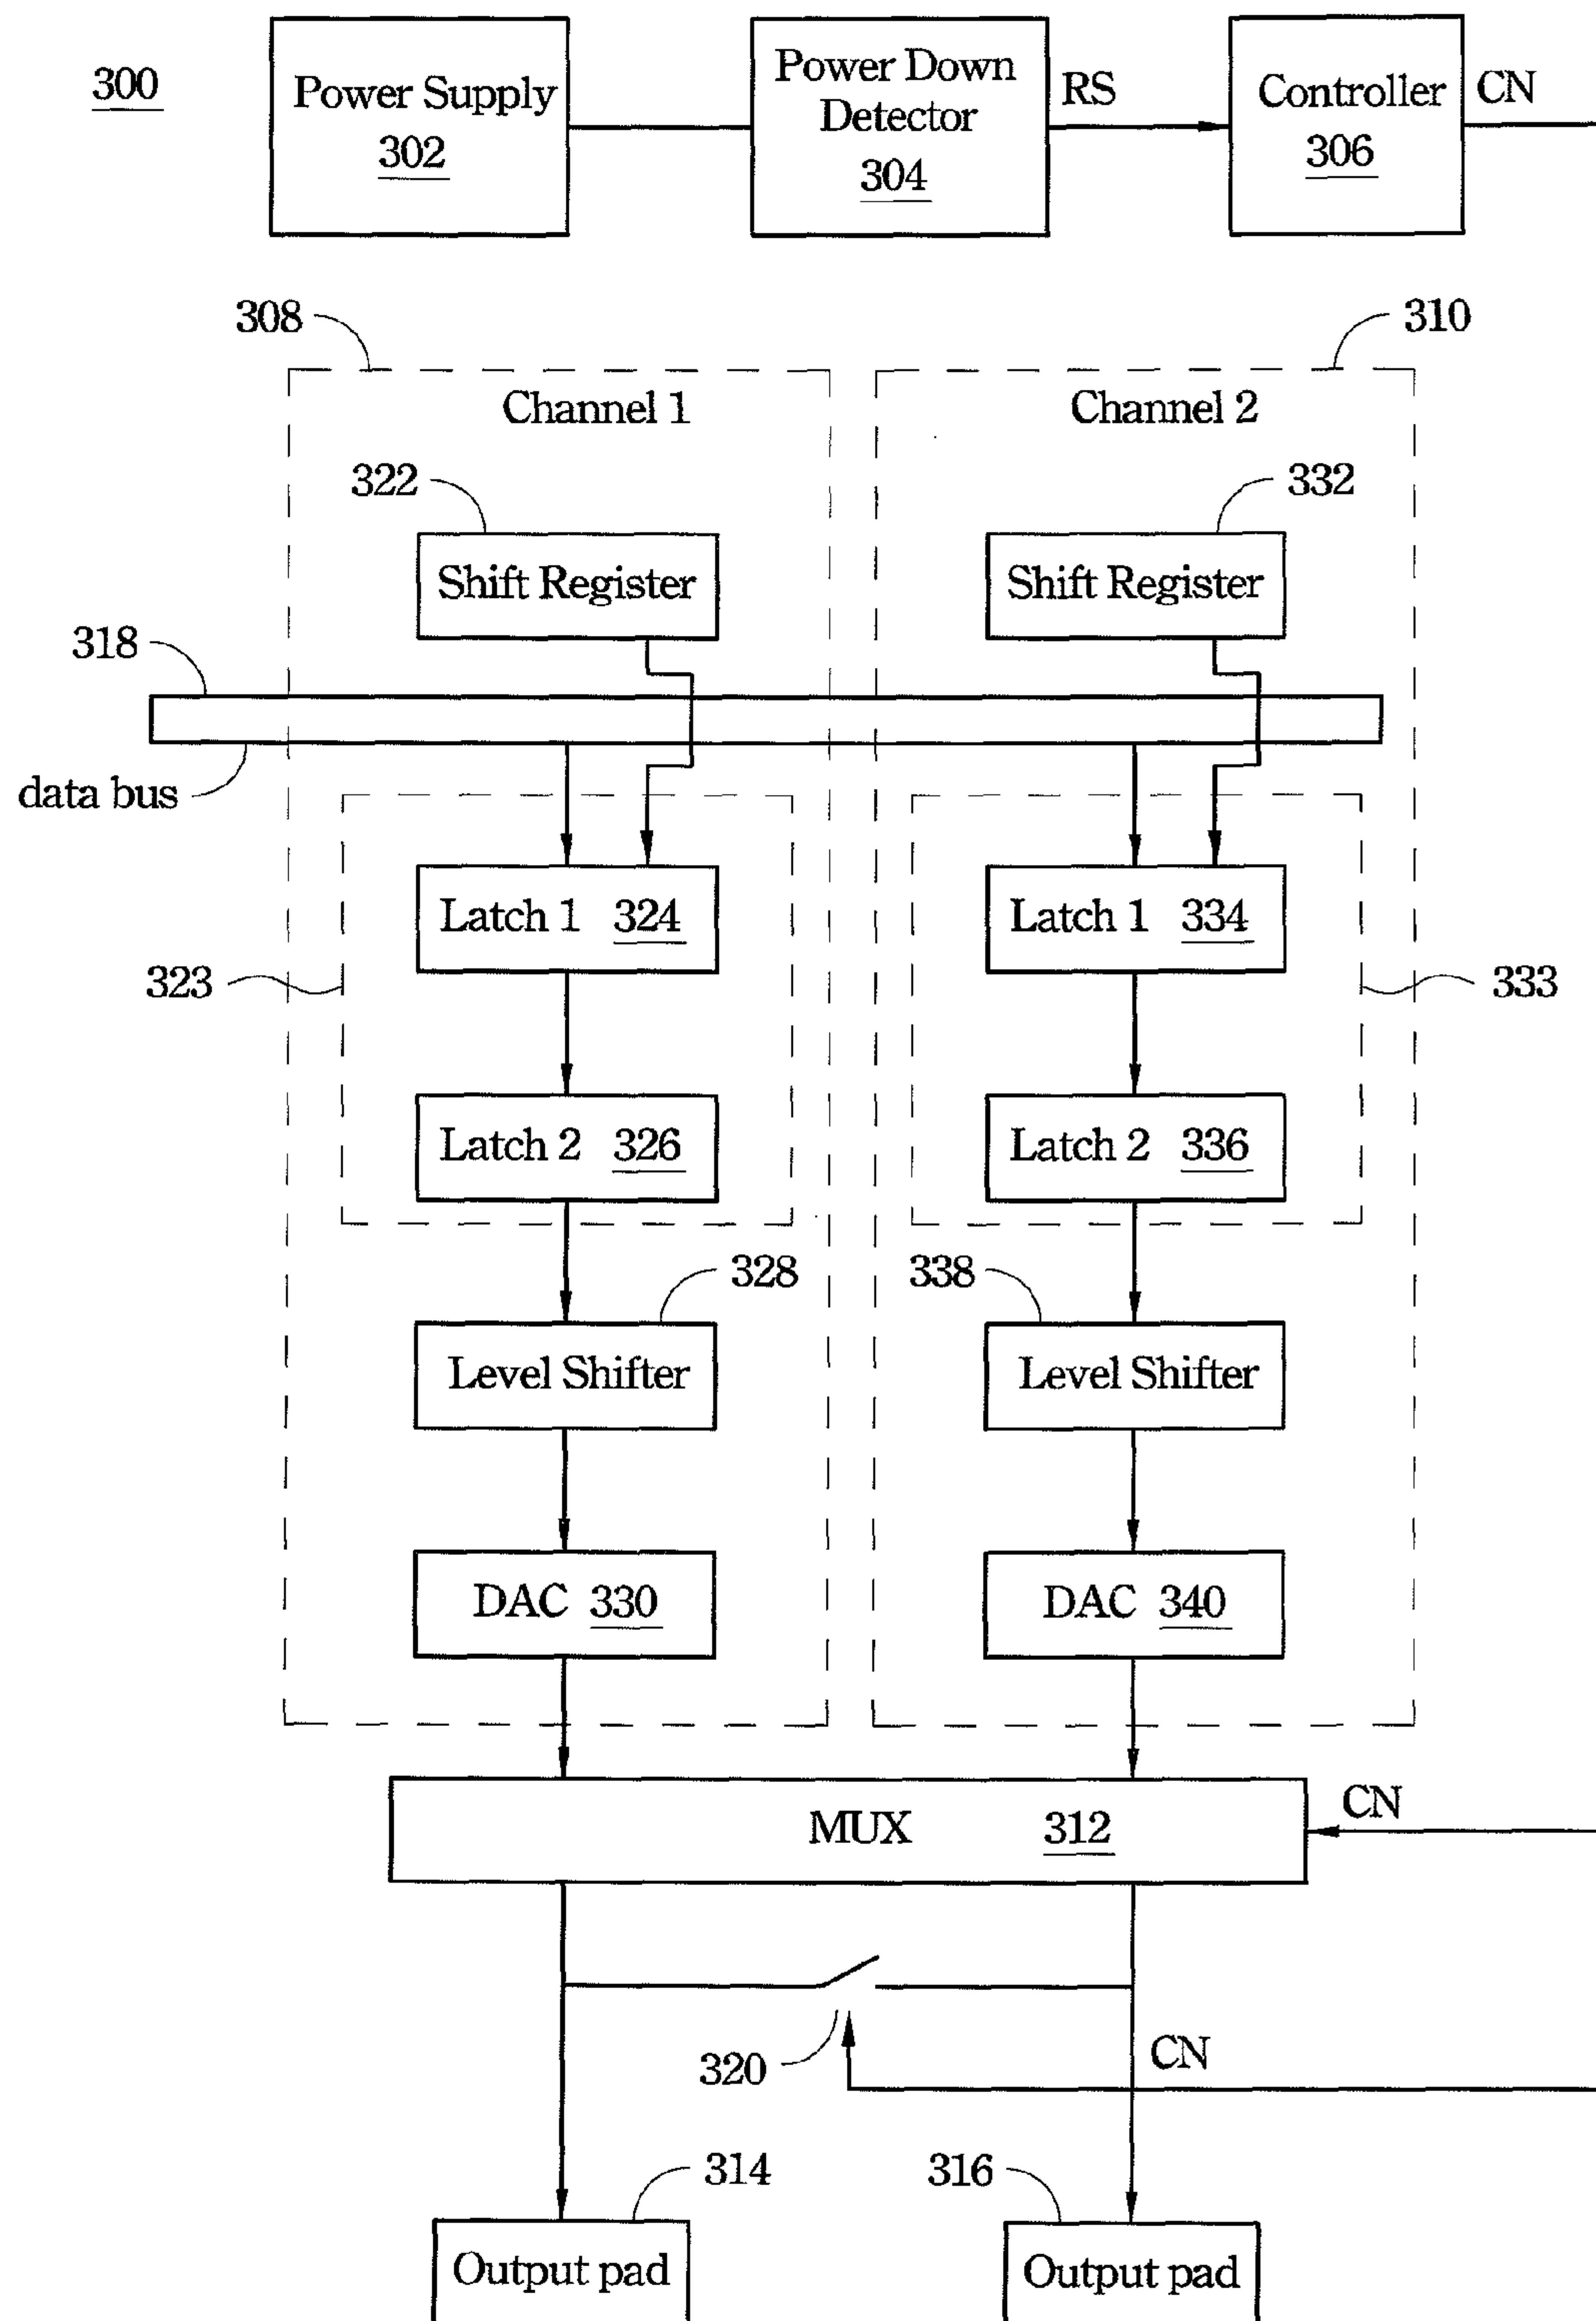 300
Power Supply
302
Power Down
Detector
304
RS
Controller
306
CN
308
310
Channel 1
Channel 2
322
332
Shift Register
Shift Register
318
data bus
Latch 1 324
Latch 1 334
323
333
Latch 2 326
Latch 2 336
328
338
Level Shifter
Level Shifter
DAC 330
DAC 340
MUX 312
CN
320
CN
314
316
Output pad
Output pad